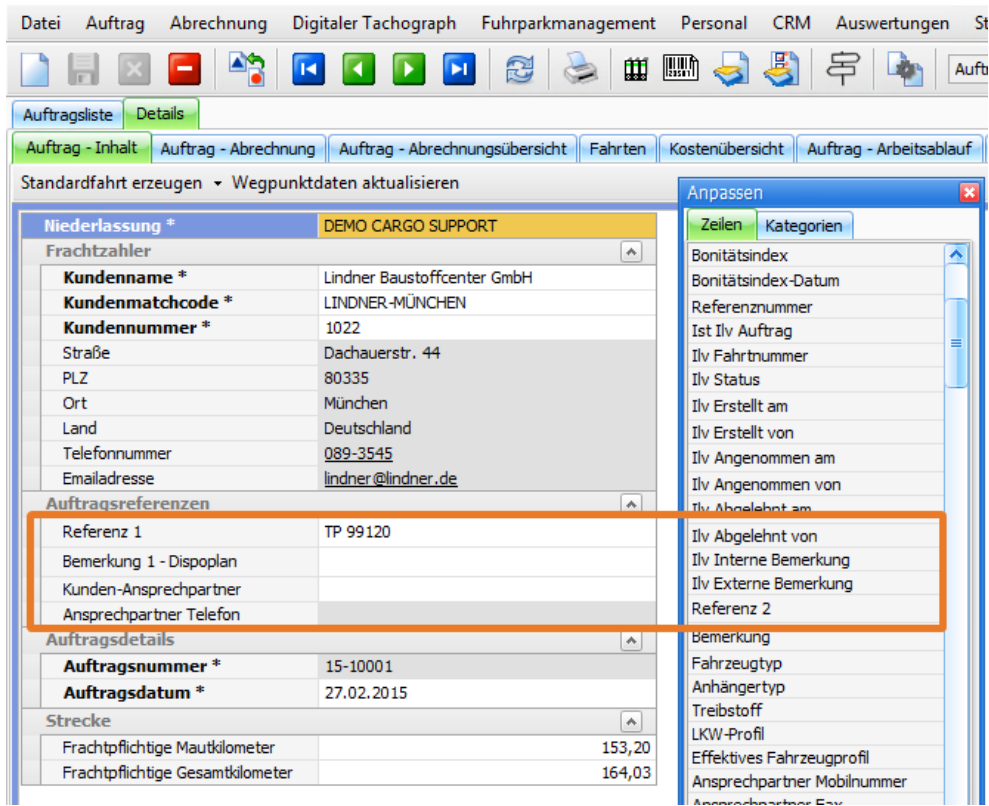 Datei Auftrag Abrechnung Digitaler Tachograph Fuhrparkmanagement Personal CRM Auswertungen
Auftragsliste Details
Auftrag - Inhalt Auftrag - Abrechnung Auftrag - Abrechnungsübersicht Fahrten Kostenübersicht Auftrag - Arbeitsablauf
Standardfahrt erzeugen Wegpunktdaten aktualisieren
Niederlassung * DEMO CARGO SUPPORT
Frachtzahler
Kundenname * Lindner Baustoffcenter GmbH
Kundenmatchcode * LINDNER-MÜNCHEN
Kundennummer * 1022
Straße Dachauerstr. 44
PLZ 80335
Ort München
Land Deutschland
Telefonnummer 089-3545
Emailadresse lindner@lindner.de
Auftragsreferenzen
Referenz 1 TP 99120
Bemerkung 1 - Dispoplan
Kunden-Ansprechpartner
Ansprechpartner Telefon
Auftragsdetails
Auftragsnummer * 15-10001
Auftragsdatum * 27.02.2015
Strecke
Frachtpflichtige Mautkilometer 153,20
Frachtpflichtige Gesamtkilometer 164,03
Anpassen
Zeilen Kategorien
Bonitätsindex
Bonitätsindex-Datum
Referenznummer
Ist Ilv Auftrag
Ilv Fahrtnummer
Ilv Status
Ilv Erstellt am
Ilv Erstellt von
Ilv Angenommen am
Ilv Angenommen von
Ilv Abgelehnt am
Ilv Abgelehnt von
Ilv Interne Bemerkung
Ilv Externe Bemerkung
Referenz 2
Bemerkung
Fahrzeugtyp
Anhängertyp
Treibstoff
LKW-Profil
Effektives Fahrzeugprofil
Ansprechpartner Mobilnummer
Ansprechpartner Fax